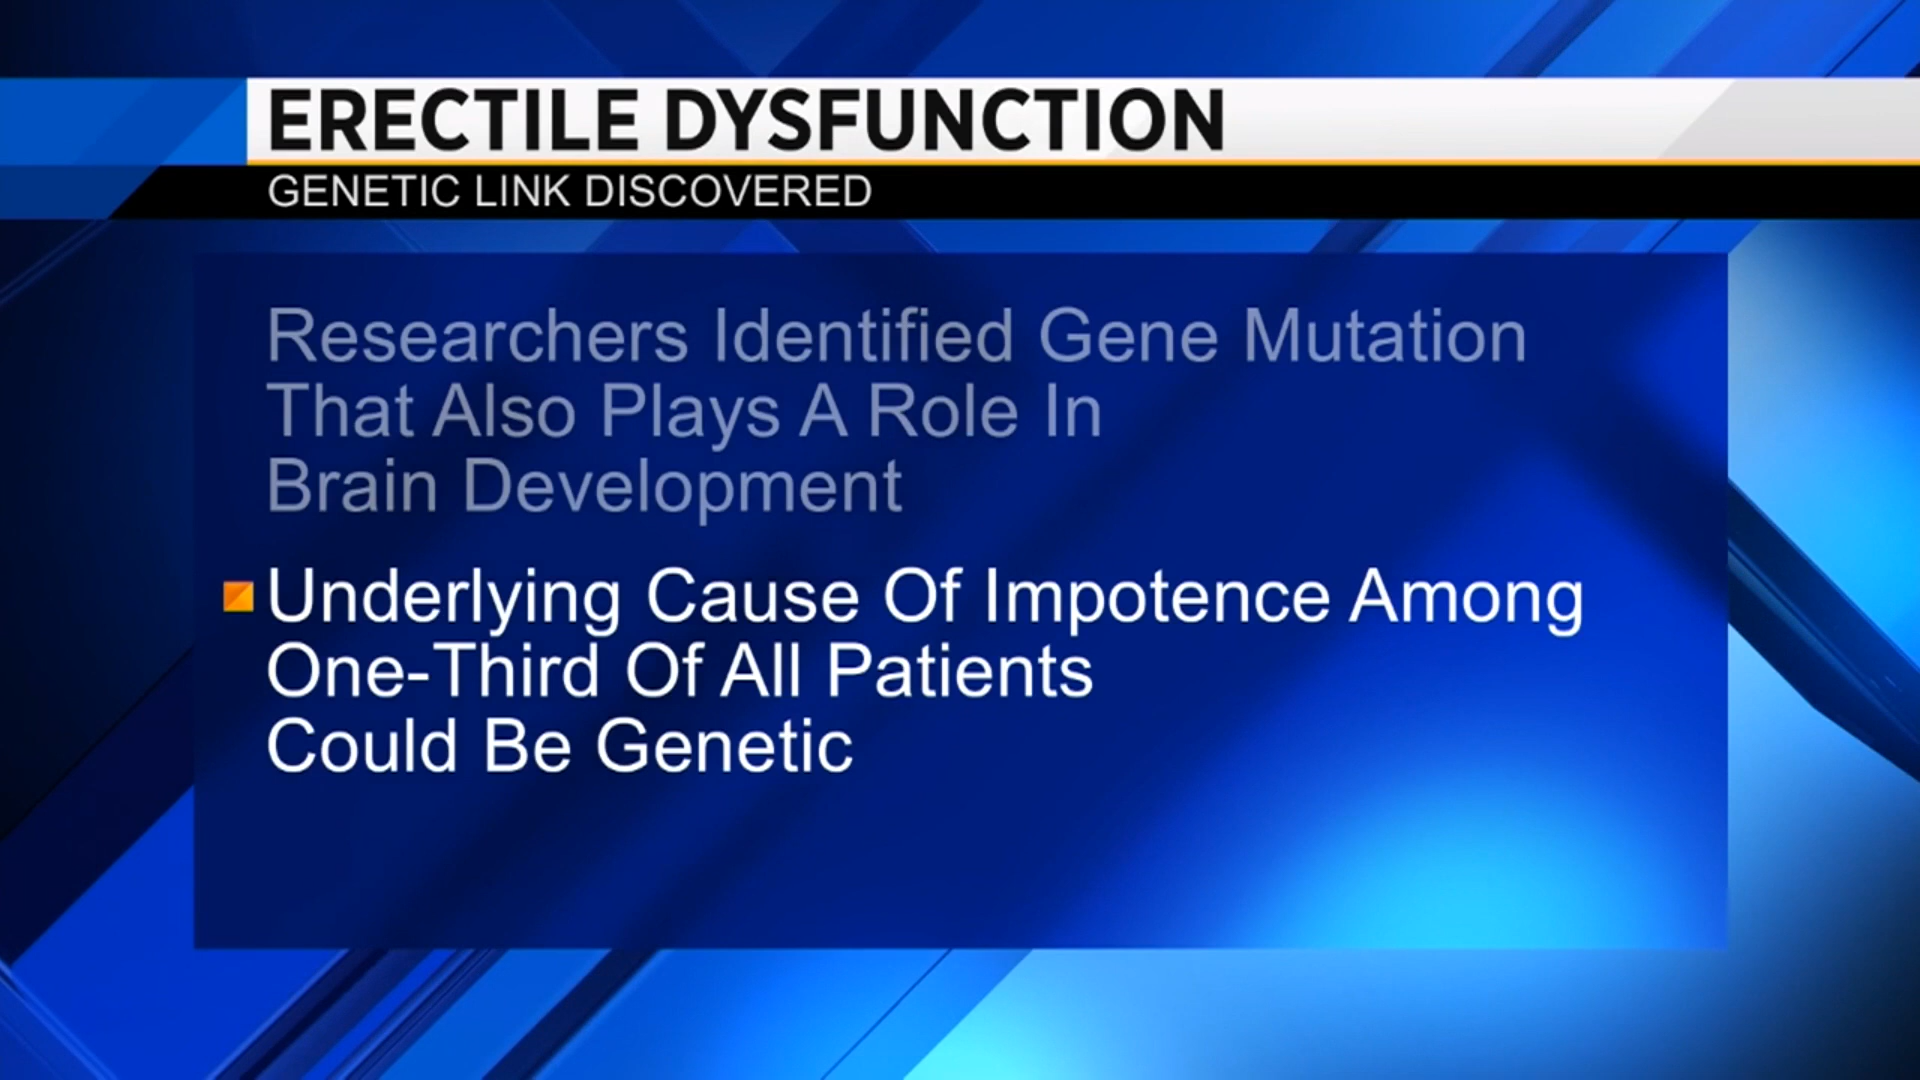 ERECTILE DYSFUNCTION
GENETIC LINK DISCOVERED
Researchers Identified Gene Mutation
That Also Plays A Role In
Brain Development
Underlying Cause Of Impotence Among
One-Third Of All Patients
Could Be Genetic